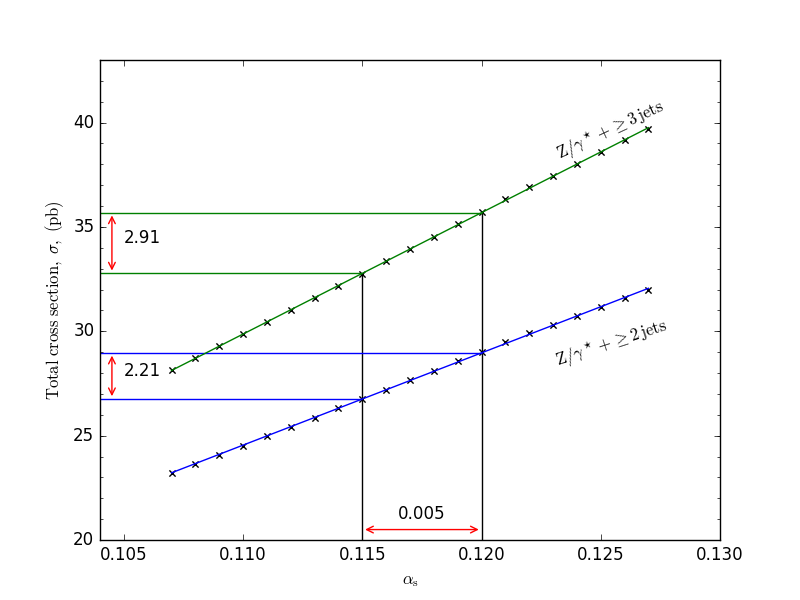 Z/γ* + ≥3 jets
40
35
2.91
Total cross section, σ, (pb)
30
Z/γ* + ≥2 jets
2.21
25
0.005
20
0.105 0.110 0.115 0.120 0.125 0.130
αs